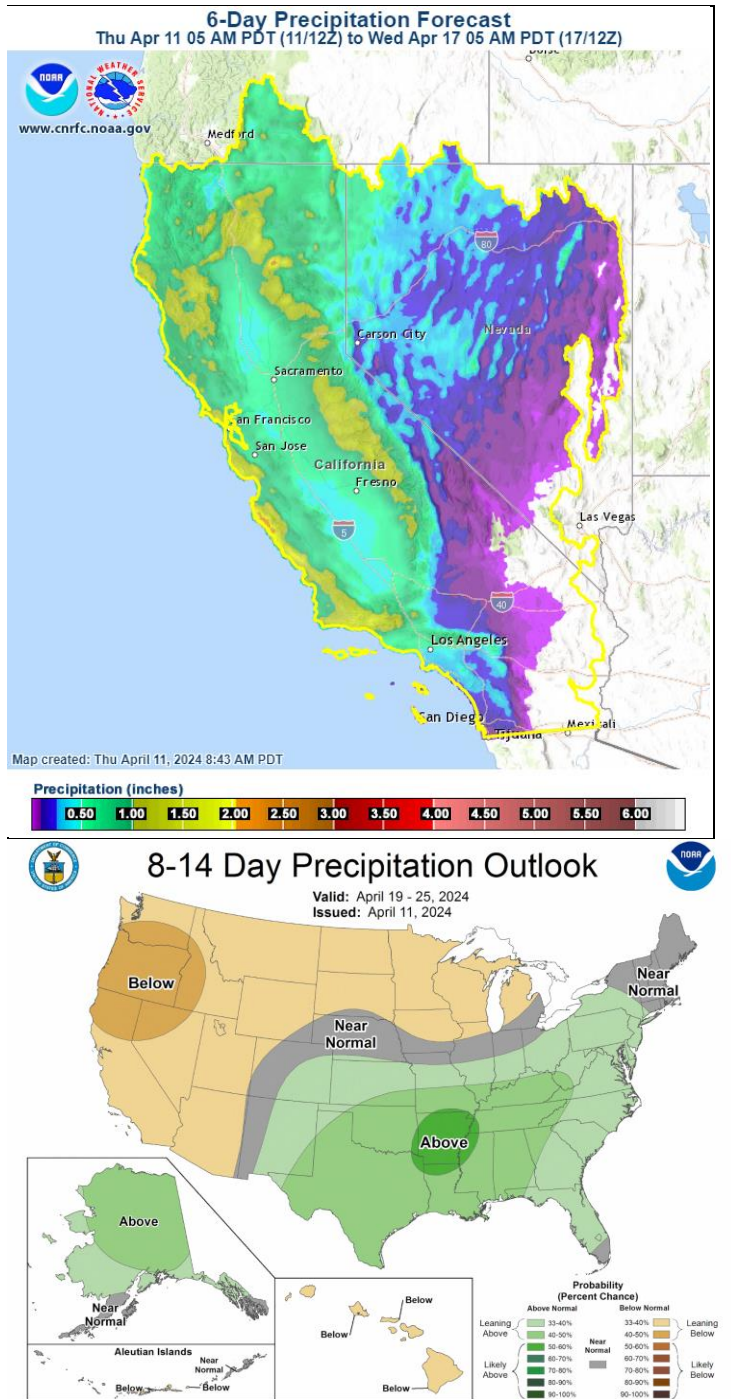 6-Day Precipitation Forecast
Thu Apr 11 05 AM PDT (11/12Z) to Wed Apr 17 05 AM PDT (17/12Z)
NOAA
NATIONAL WEATHER SERVICE
www.cnrfc.noaa.gov
Medford
80
Nevada
Carson City
Sacramento
an Francisco
San Jose
California
Fresno
5
Las Vegas
40
Los Angeles
San Diego
Tijuana
Mexicali
Map created: Thu April 11, 2024 8:43 AM PDT
Precipitation (inches)
0.50 1.00 1.50 2.00 2.50 3.00 3.50 4.00 4.50 5.00 5.50 6.00
8-14 Day Precipitation Outlook
NOAA
Valid: April 19 - 25, 2024
Issued: April 11, 2024
Below
Near
Normal
Near
Normal
Above
Above
Near
Normal
Aleutian Islands
Near
Normal
Below
Below
Below
Below
Below
Below
Probability
(Percent Chance)
Above Normal Below Normal
Leaning
Above
33-40% 33-40%
40-50% 40-50%
Leaning
Below
Near
Normal
Likely
Above
50-60% 50-60%
60-70% 60-70%
70-80% 70-80%
80-90% 80-90%
90-100% 90-100%
Likely
Below